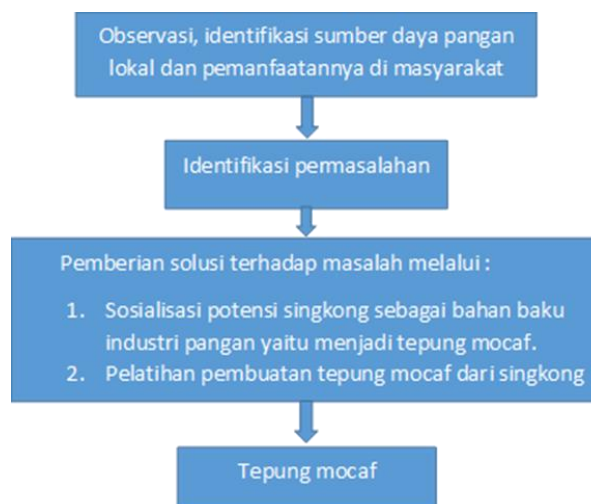 Observasi, identifikasi sumber daya pangan
lokal dan pemanfaatannya di masyarakat
Identifikasi permasalahan
Pemberian solusi terhadap masalah melalui :
1. Sosialisasi potensi singkong sebagai bahan baku
industri pangan yaitu menjadi tepung mocaf.
2. Pelatihan pembuatan tepung mocaf dari singkong
Tepung mocaf